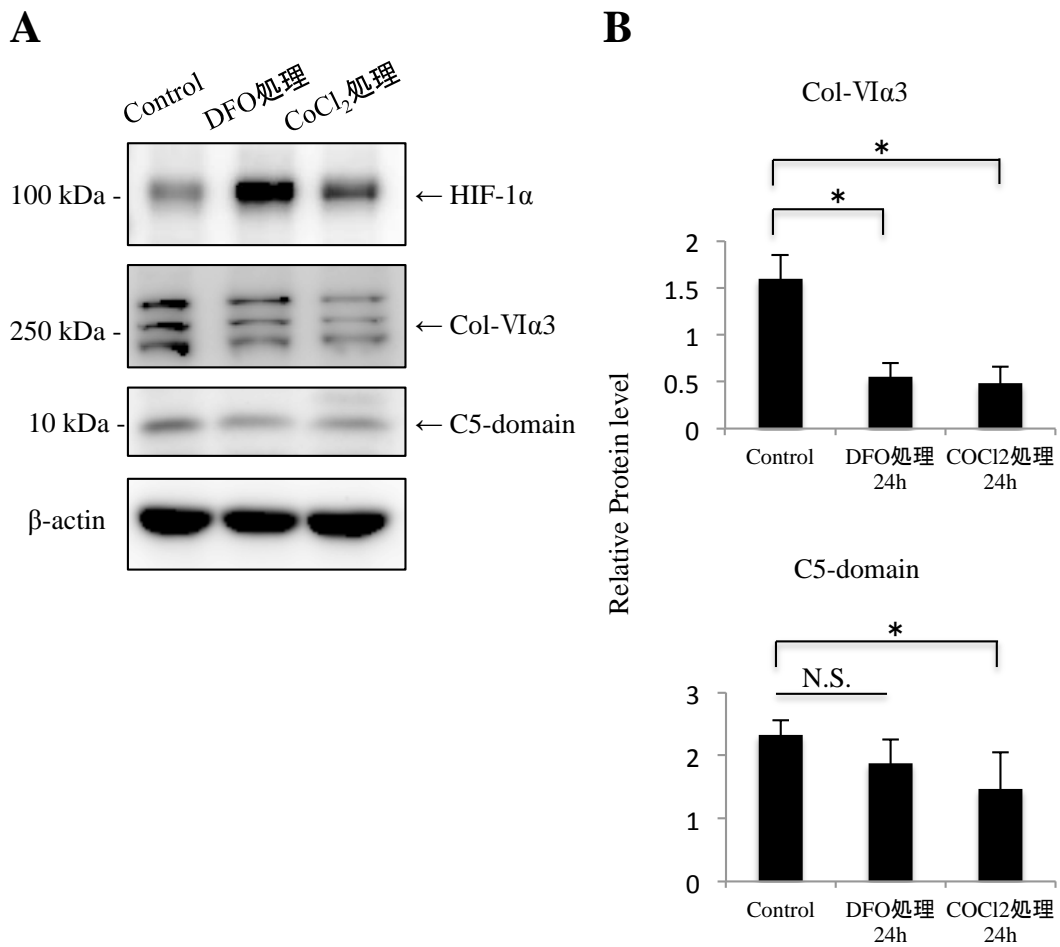 A
Control
DFO処理
CoCl₂処理
100 kDa -
← HIF-1α
250 kDa -
← Col-VIα3
10 kDa -
← C5-domain
β-actin
B
Relative Protein level
Col-VIα3
*
*
2
1.5
1
0.5
0
Control
DFO処理
24h
COCl2処理
24h
C5-domain
*
N.S.
3
2
1
0
Control
DFO処理
24h
COCl2処理
24h